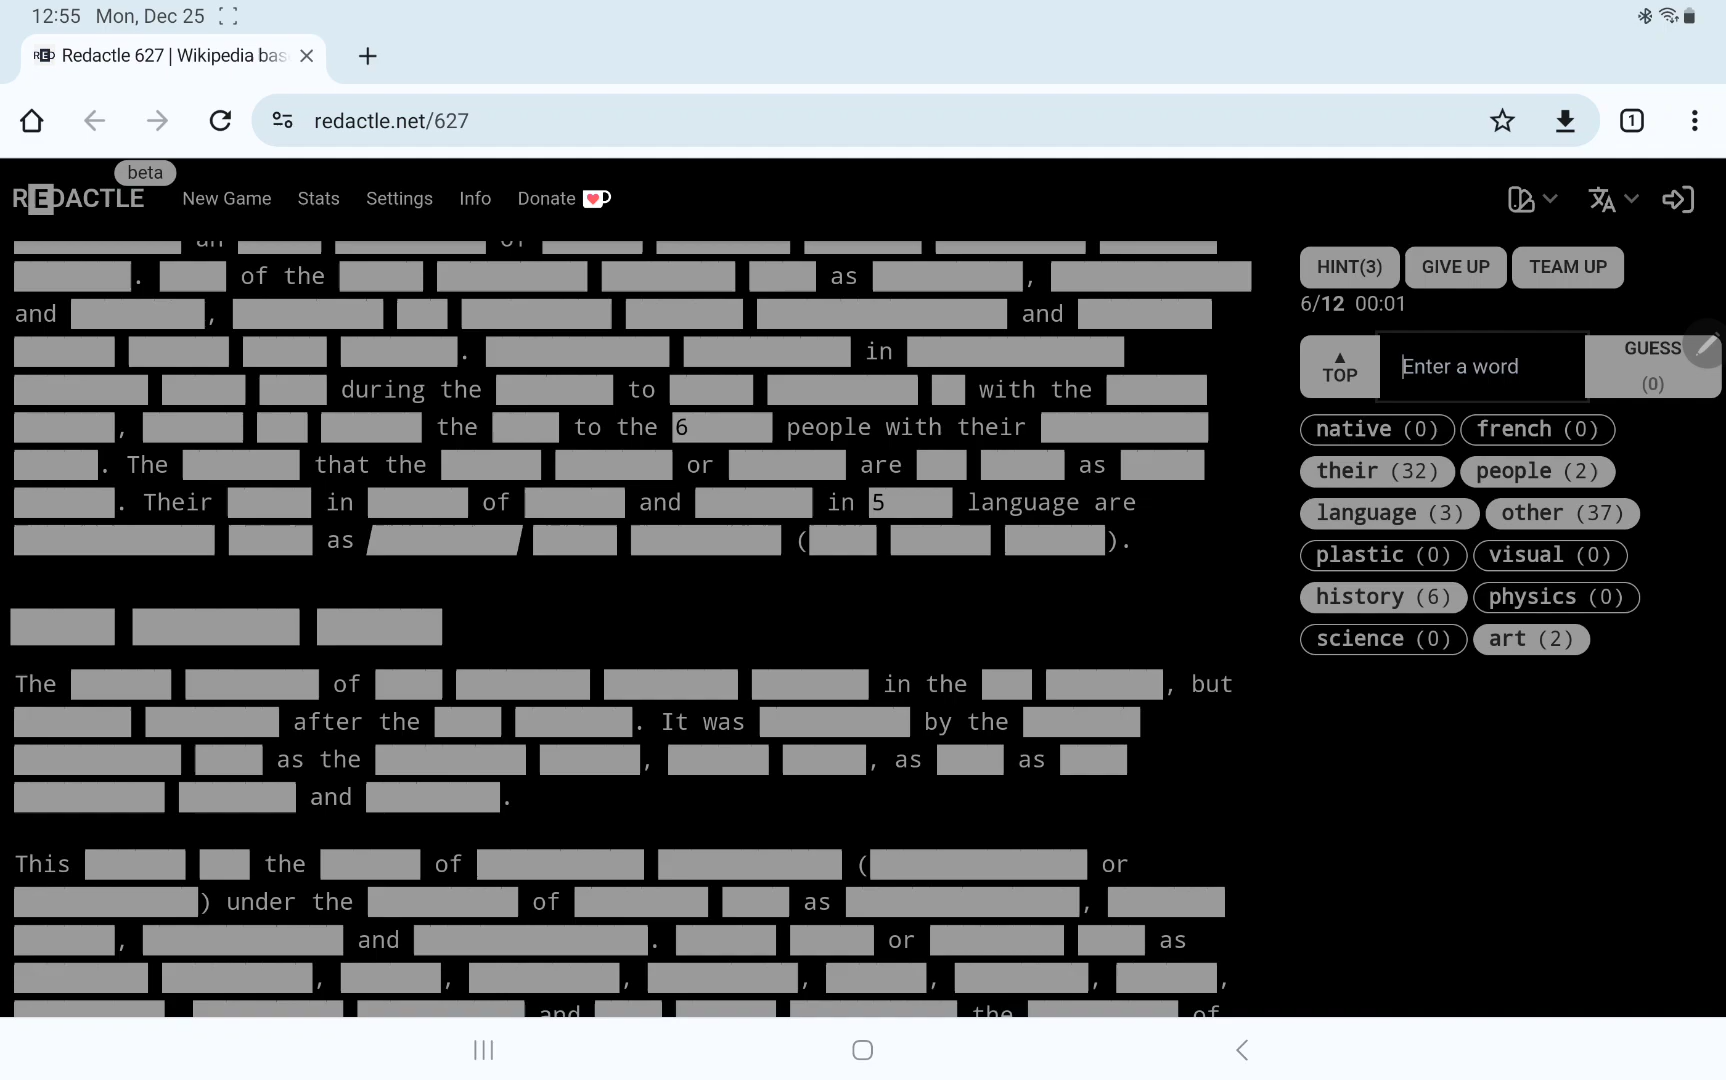 12:55 Mon, Dec 25
Redactle 627 | Wikipedia bas
redactle.net/627
1
beta
REDACTLE New Game Stats Settings Info Donate
an of
. of the as ,
and , and
. in
during the to with the
, the to the 6 people with their
. The that the or are as
. Their in of and in 5 language are
as ( ).
The of in the , but
after the . It was by the
as the , , as as
and .
This the of ( or
) under the of as ,
, and . or as
, , , , , , ,
, and the of
HINT(3) GIVE UP TEAM UP
6/12 00:01
▲ TOP Enter a word GUESS (0)
native (0) french (0)
their (32) people (2)
language (3) other (37)
plastic (0) visual (0)
history (6) physics (0)
science (0) art (2)